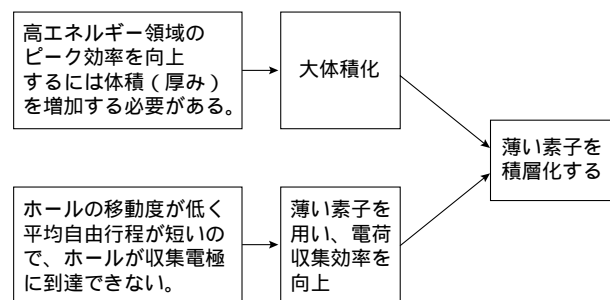 高エネルギー領域の
ピーク効率を向上
するには体積（厚み）
を増加する必要がある。
大体積化
薄い素子を
積層化する
ホールの移動度が低く
平均自由行程が短いの
で、ホールが収集電極
に到達できない。
薄い素子を
用い、電荷
収集効率を
向上